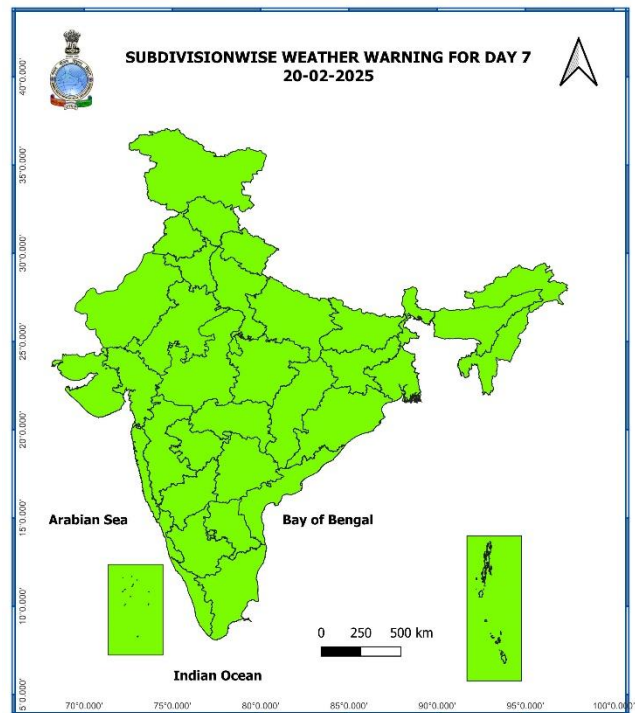 SUBDIVISIONWISE WEATHER WARNING FOR DAY 7
20-02-2025
40°0.000'
35°0.000'
30°0.000'
25°0.000'
20°0.000'
15°0.000'
10°0.000'
5°0.000'
Arabian Sea
Bay of Bengal
0 250 500 km
Indian Ocean
70°0.000' 75°0.000' 80°0.000' 85°0.000' 90°0.000' 95°0.000' 100°0.000'